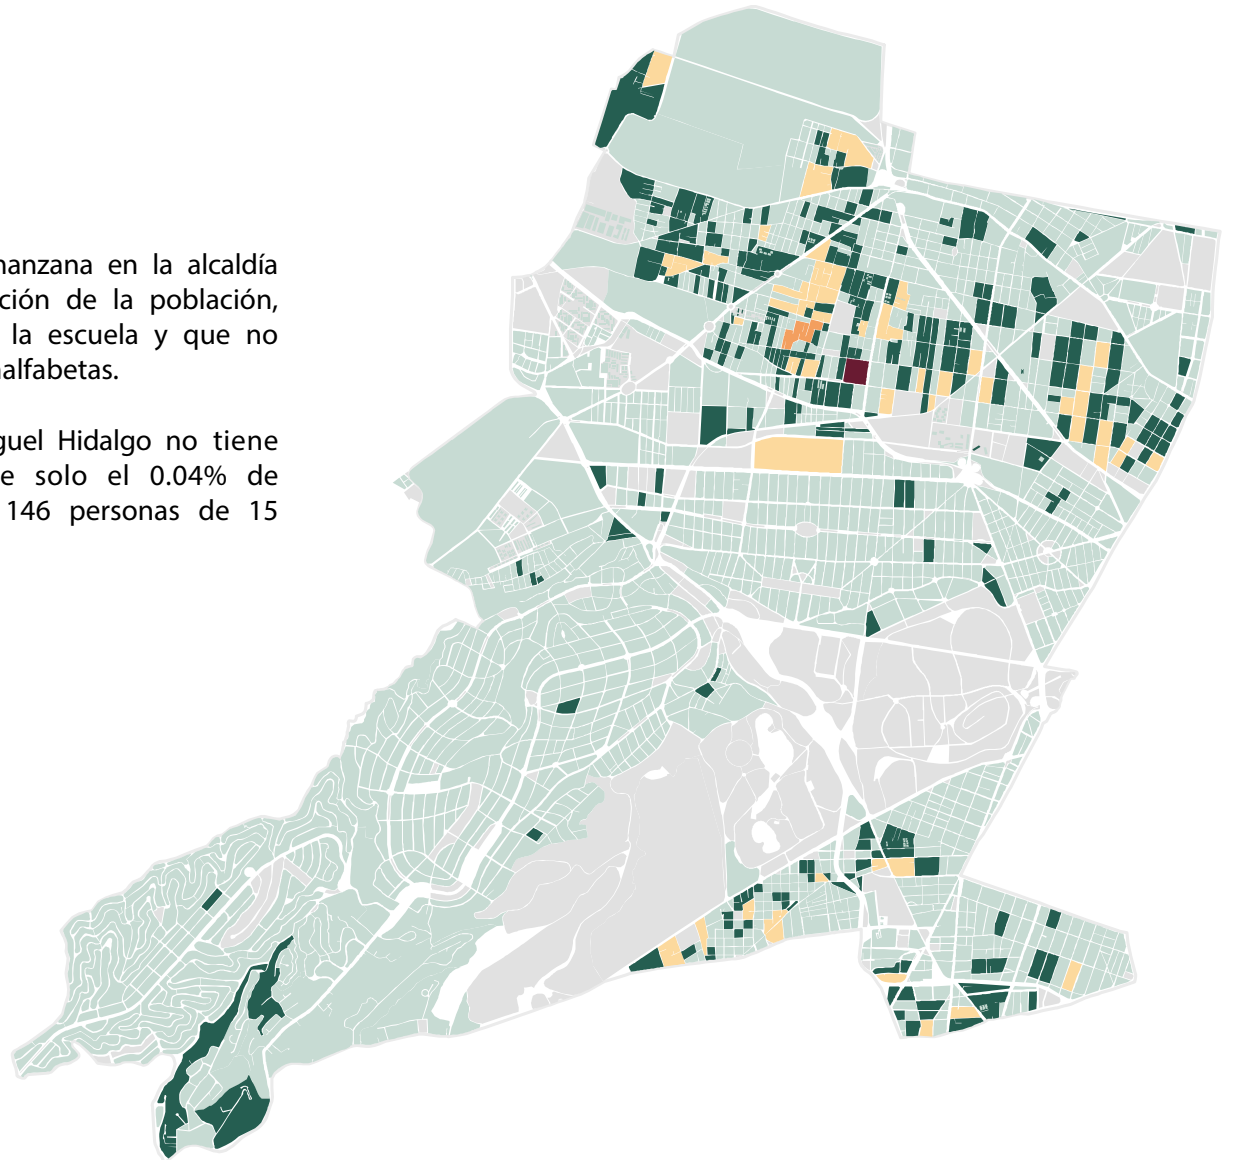 manzana en la alcaldía
ción de la población,
la escuela y que no
alfabetas.
guel Hidalgo no tiene
e solo el 0.04% de
146 personas de 15